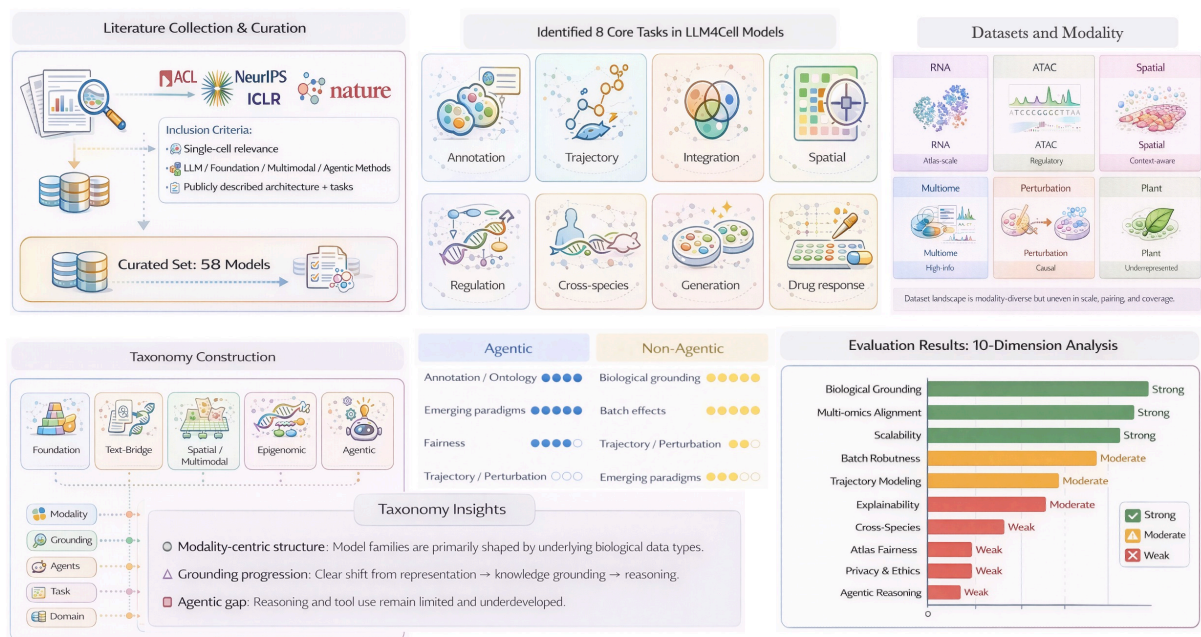 Literature Collection & Curation
ACL
NeurIPS
ICLR
nature
Inclusion Criteria:
Single-cell relevance
LLM / Foundation / Multimodal / Agentic Methods
Publicly described architecture + tasks
Curated Set: 58 Models
Identified 8 Core Tasks in LLM4Cell Models
Annotation
Trajectory
Integration
Spatial
Regulation
Cross-species
Generation
Drug response
Datasets and Modality
RNA
ATAC
Spatial
ATCCCGGGCTTAA
RNA
ATAC
Spatial
Atlas-scale
Regulatory
Context-aware
Multiome
Perturbation
Plant
Multiome
Perturbation
Plant
High-info
Causal
Underrepresented
Dataset landscape is modality-diverse but uneven in scale, pairing, and coverage.
Taxonomy Construction
Foundation
Text-Bridge
Spatial /
Multimodal
Epigenomic
Agentic
Modality
Grounding
Agents
Task
Domain
Agentic
Non-Agentic
Annotation / Ontology
Biological grounding
Emerging paradigms
Batch effects
Fairness
Trajectory / Perturbation
Trajectory / Perturbation
Emerging paradigms
Taxonomy Insights
Modality-centric structure: Model families are primarily shaped by underlying biological data types.
Grounding progression: Clear shift from representation → knowledge grounding → reasoning.
Agentic gap: Reasoning and tool use remain limited and underdeveloped.
Evaluation Results: 10-Dimension Analysis
Biological Grounding Strong
Multi-omics Alignment Strong
Scalability Strong
Batch Robutness Moderate
Trajectory Modeling Moderate
Explainability Moderate
Cross-Species Weak
Atlas Fairness Weak
Privacy & Ethics Weak
Agentic Reasoning Weak
0
Strong
Moderate
Weak